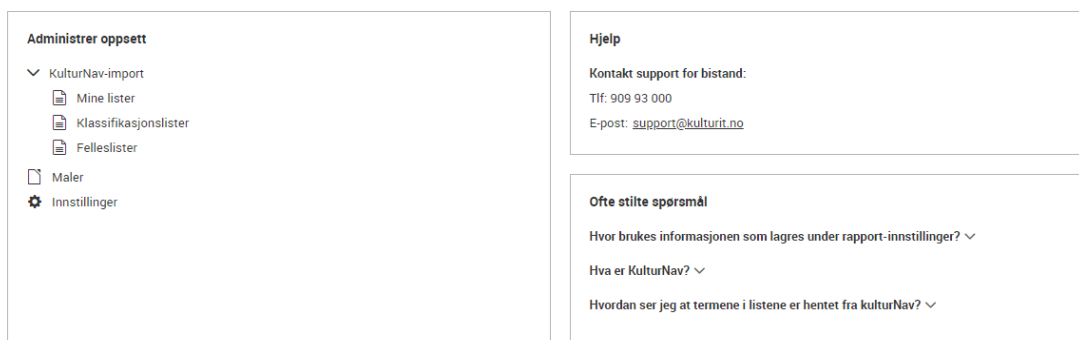 Administrer oppsett
KulturNav-import
Mine lister
Klassifikasjonslister
Felleslister
Maler
Innstillinger
Hjelp
Kontakt support for bistand:
Tlf: 909 93 000
E-post: support@kulturit.no
Ofte stilte spørsmål
Hvor brukes informasjonen som lagres under rapport-innstillinger?
Hva er KulturNav?
Hvordan ser jeg at termene i listene er hentet fra kulturNav?